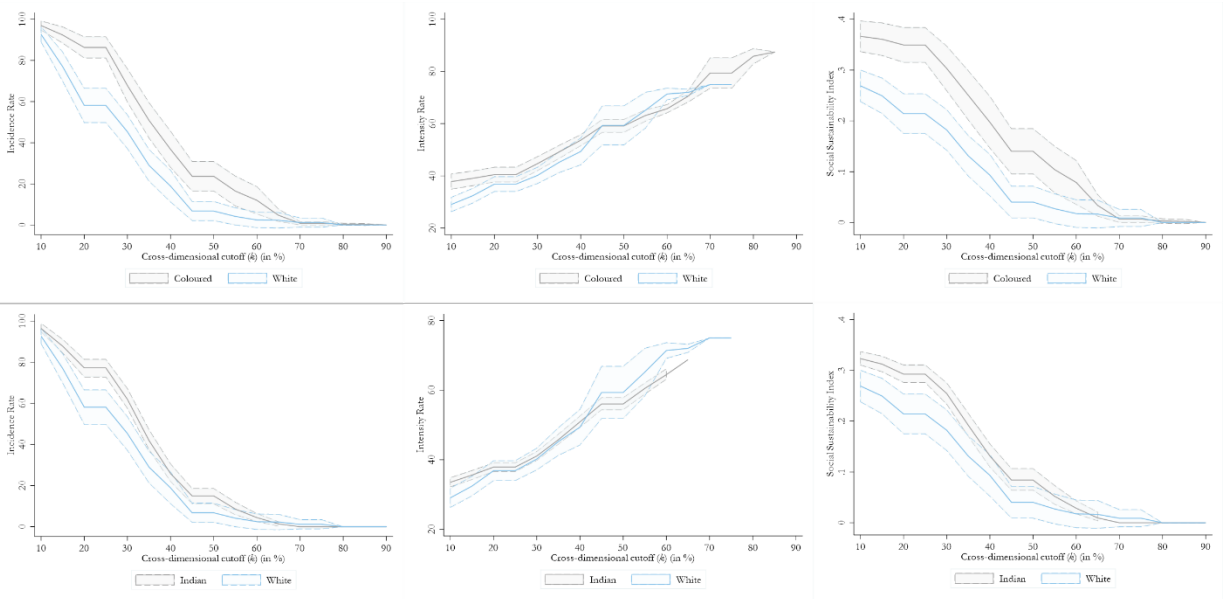 Incidence Rate
0 20 40 60 80 100
10 20 30 40 50 60 70 80 90
Cross-dimensional cutoff (k) (in %)
Coloured White
Intensity Rate
20 40 60 80 100
10 20 30 40 50 60 70 80 90
Cross-dimensional cutoff (k) (in %)
Coloured White
Social Sustainability Index
0 .1 .2 .3 .4
10 20 30 40 50 60 70 80 90
Cross-dimensional cutoff (k) (in %)
Coloured White
Incidence Rate
0 20 40 60 80 100
10 20 30 40 50 60 70 80 90
Cross-dimensional cutoff (k) (in %)
Indian White
Intensity Rate
20 40 60 80
10 20 30 40 50 60 70 80 90
Cross-dimensional cutoff (k) (in %)
Indian White
Social Sustainability Index
0 .1 .2 .3 .4
10 20 30 40 50 60 70 80 90
Cross-dimensional cutoff (k) (in %)
Indian White